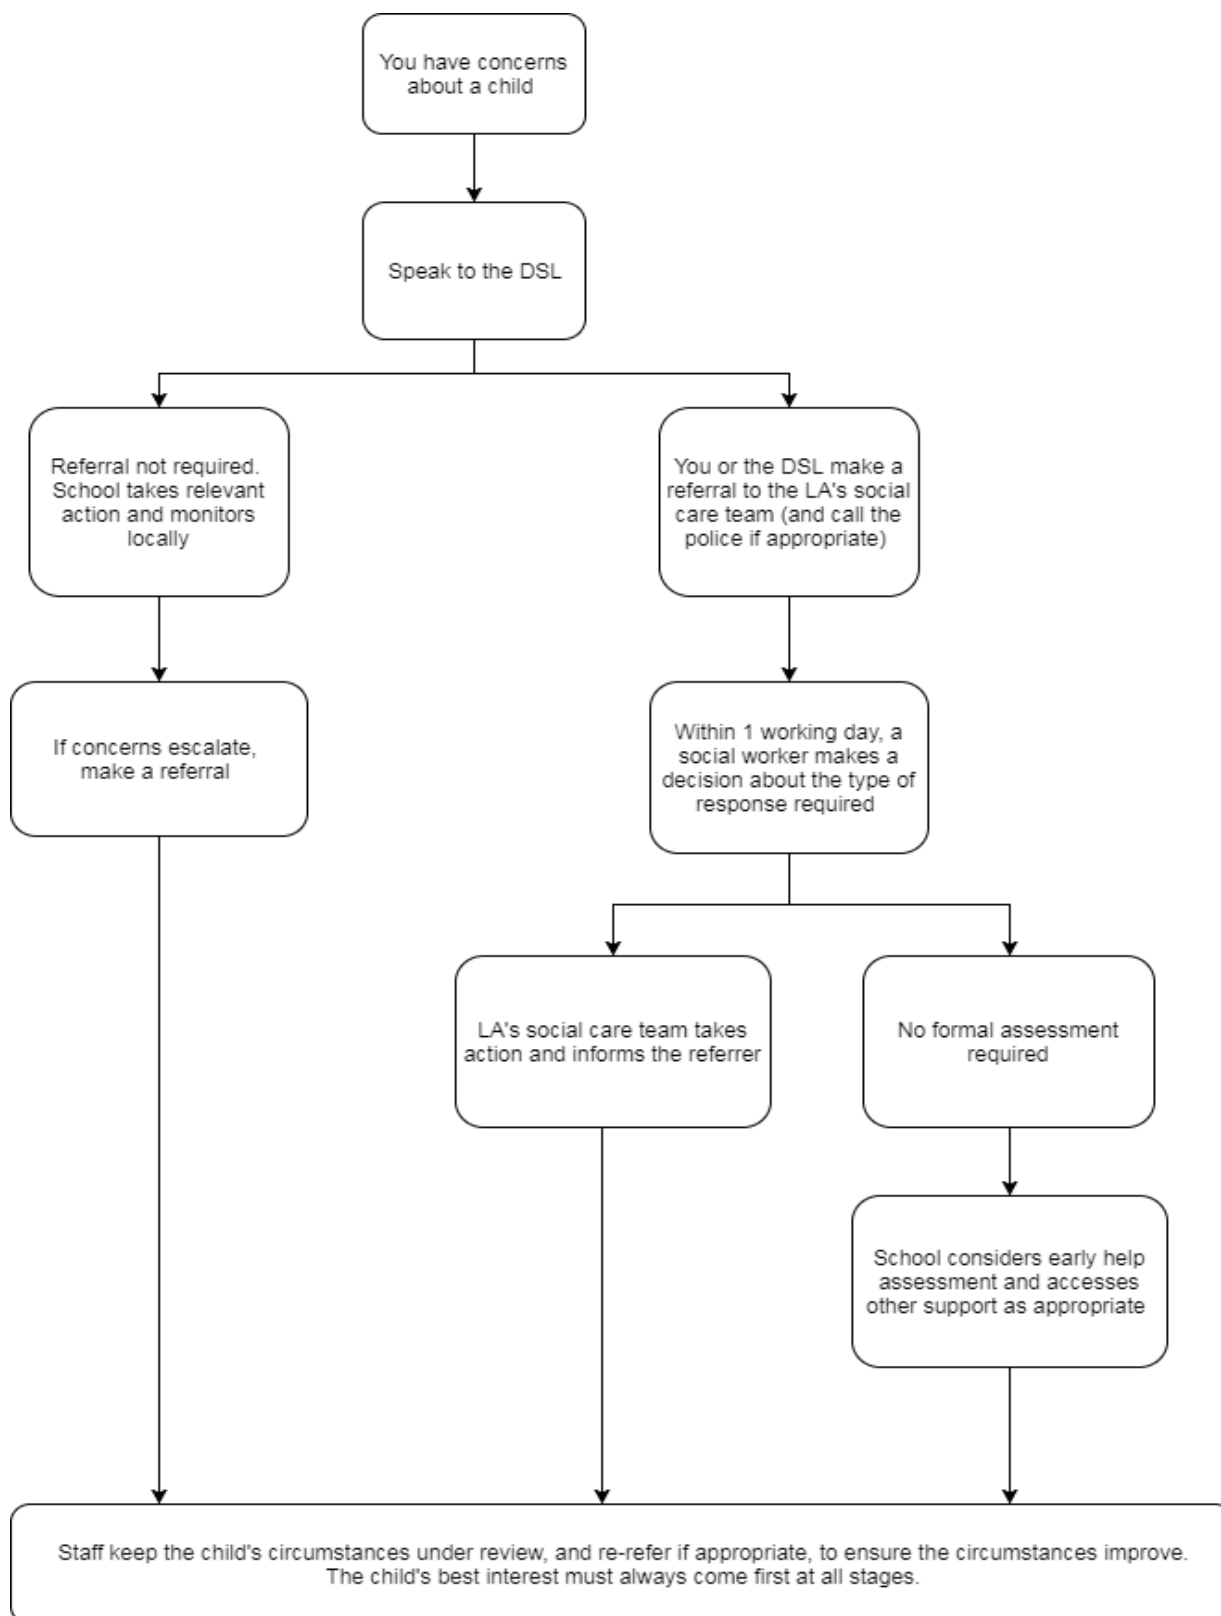 You have concerns
about a child
Speak to the DSL
Referral not required.
School takes relevant
action and monitors
locally
You or the DSL make a
referral to the LA's social
care team (and call the
police if appropriate)
If concerns escalate,
make a referral
Within 1 working day, a
social worker makes a
decision about the type of
response required
LA's social care team takes
action and informs the referrer
No formal assessment
required
School considers early help
assessment and accesses
other support as appropriate
Staff keep the child's circumstances under review, and re-refer if appropriate, to ensure the circumstances improve.
The child's best interest must always come first at all stages.